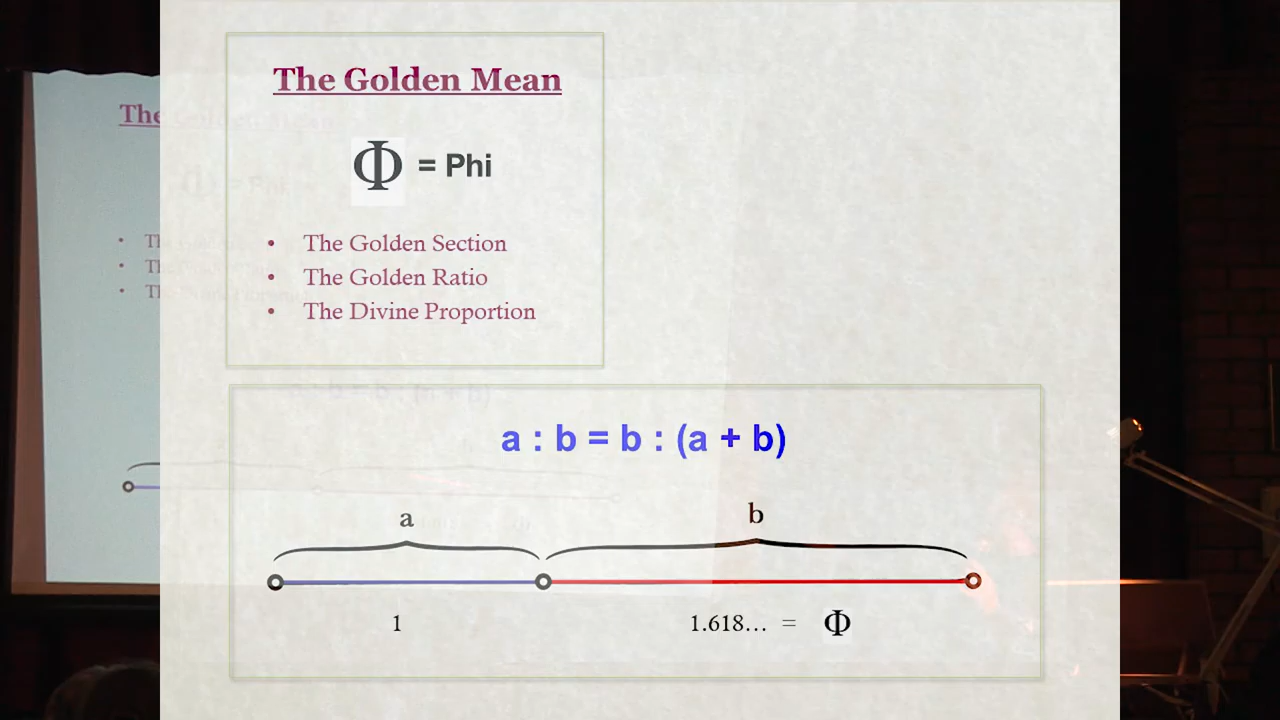 The Golden Mean
Φ = Phi
• The Golden Section
• The Golden Ratio
• The Divine Proportion
a : b = b : (a + b)
a b
1 1.618... = Φ